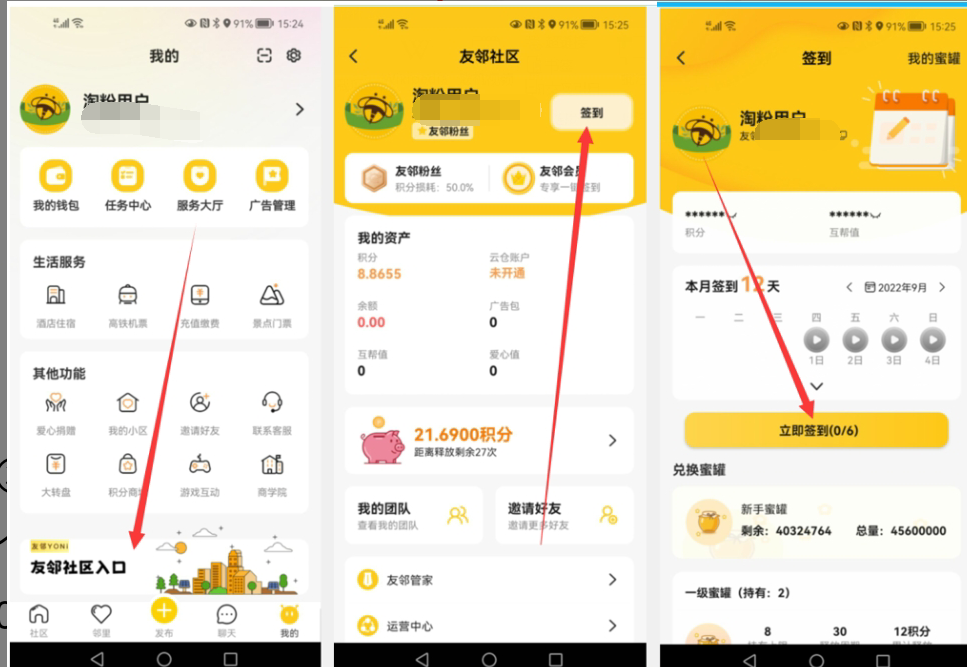 91% 15:24
我的
淘粉用户
我的钱包 任务中心 服务大厅 广告管理
生活服务
酒店住宿 高铁机票 充值缴费 景点门票
其他功能
爱心捐赠 我的小区 邀请好友 联系客服
大转盘 积分商城 游戏互动 商学院
友邻YONI
友邻社区入口
社区 邻里 发布 聊天 我的
91% 15:25
友邻社区
淘粉用户
签到
友邻粉丝
友邻粉丝 友邻会员
积分损耗：50.0% 专享一键签到
我的资产
积分 云仓账户
8.8655 未开通
余额 广告包
0.00 0
互帮值 爱心值
0 0
21.6900积分
距离释放剩余27次
我的团队 邀请好友
查看我的团队 邀请更多好友
友邻管家
运营中心
91% 15:25
签到 我的蜜罐
淘粉用户
******
******
积分 互帮值
本月签到12天 2022年9月
一 二 三 四 五 六 日
1日 2日 3日 4日
立即签到(0/6)
兑换蜜罐
新手蜜罐
剩余：40324764 总量：45600000
一级蜜罐（持有：2）
8 30 12积分